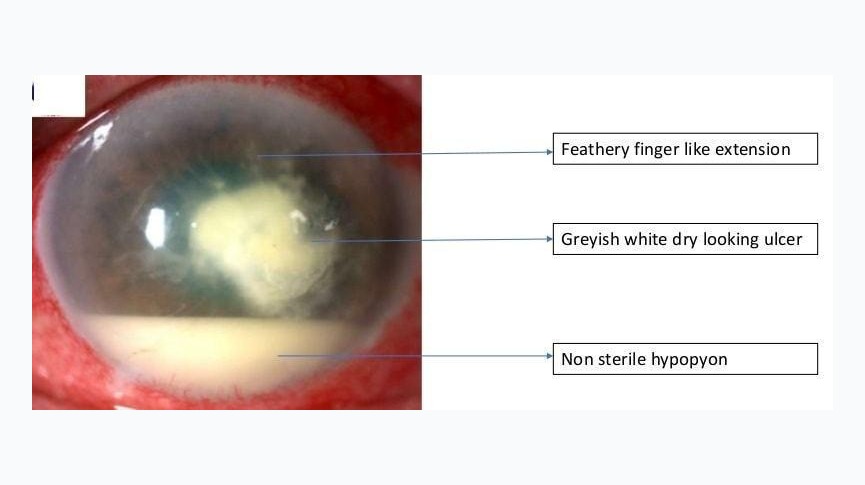 Feathery finger like extension
Greyish white dry looking ulcer
Non sterile hypopyon